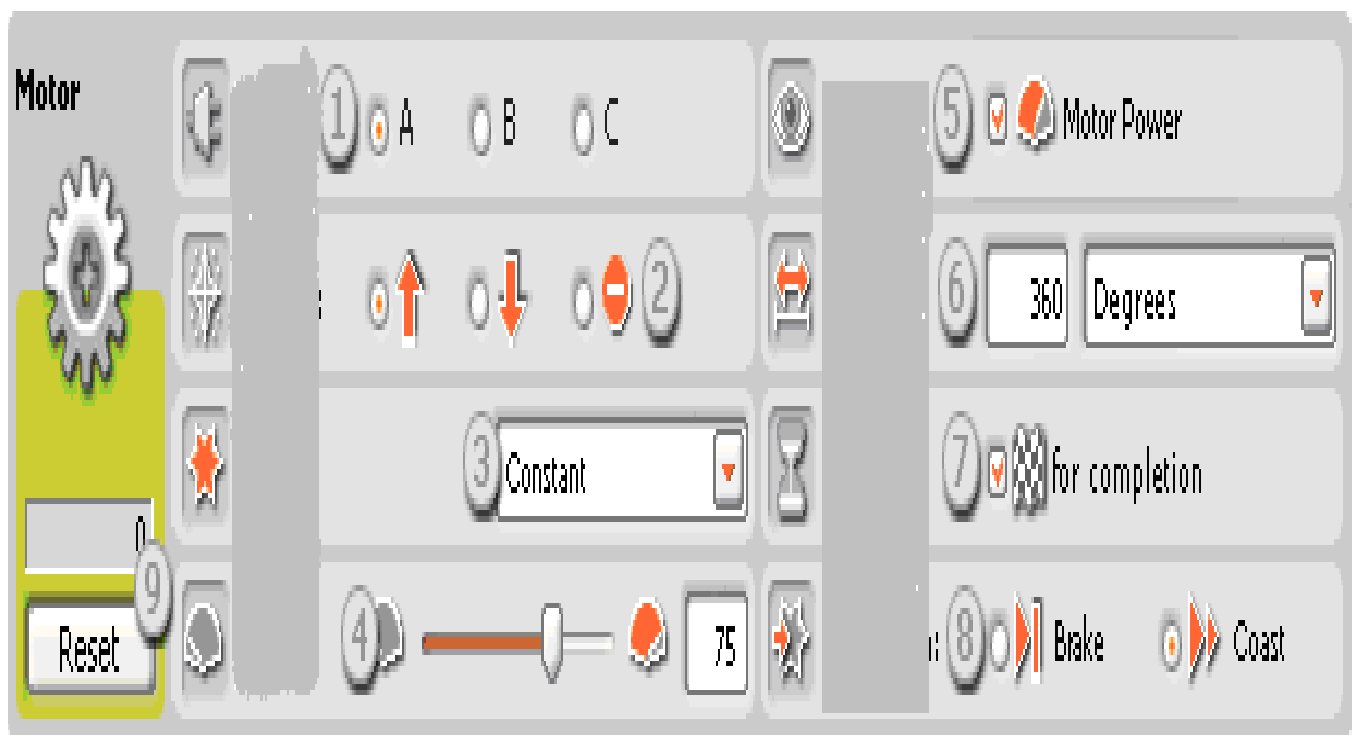 Motor
1 A B C
5 Motor Power
: 2
6 360 Degrees
3 Constant
7 for completion
0
9
Reset
4 75
: 8 Brake Coast